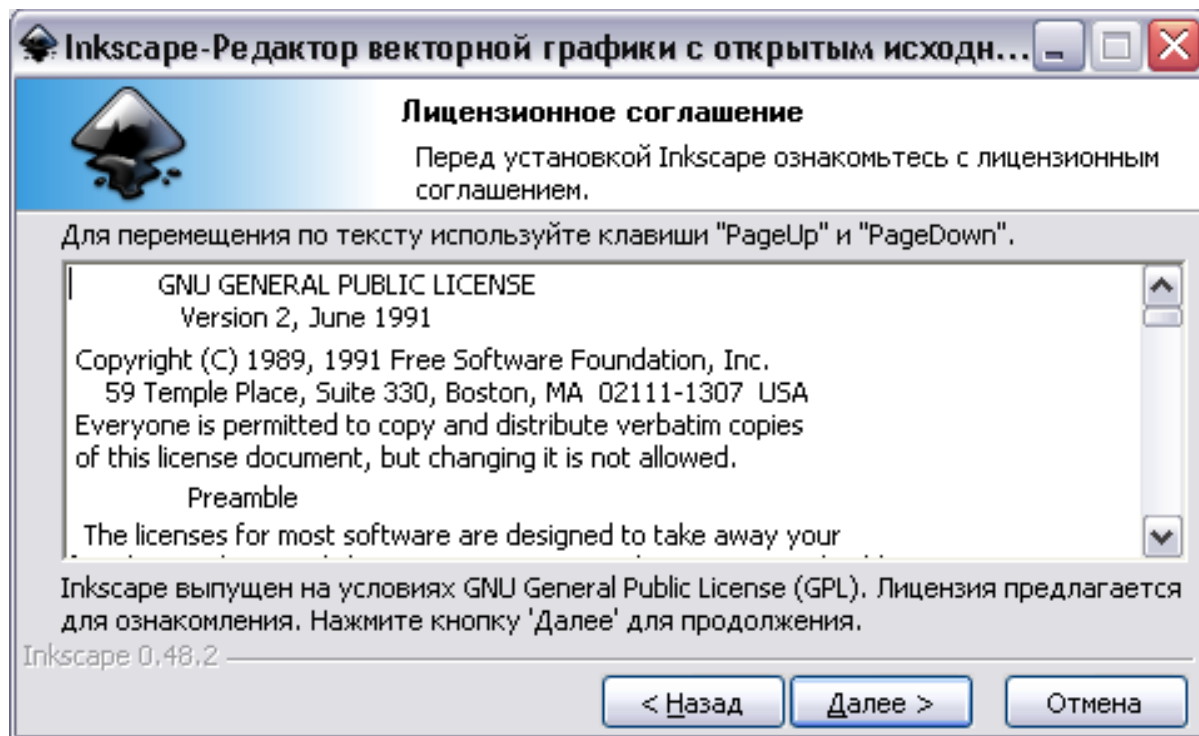 Inkscape-Редактор векторной графики с открытым исходн...
Лицензионное соглашение
Перед установкой Inkscape ознакомьтесь с лицензионным
соглашением.
Для перемещения по тексту используйте клавиши "PageUp" и "PageDown".
GNU GENERAL PUBLIC LICENSE
Version 2, June 1991
Copyright (C) 1989, 1991 Free Software Foundation, Inc.
59 Temple Place, Suite 330, Boston, MA  02111-1307  USA
Everyone is permitted to copy and distribute verbatim copies
of this license document, but changing it is not allowed.
Preamble
The licenses for most software are designed to take away your
Inkscape выпущен на условиях GNU General Public License (GPL). Лицензия предлагается
для ознакомления. Нажмите кнопку 'Далее' для продолжения.
Inkscape 0.48.2
< Назад
Далее >
Отмена